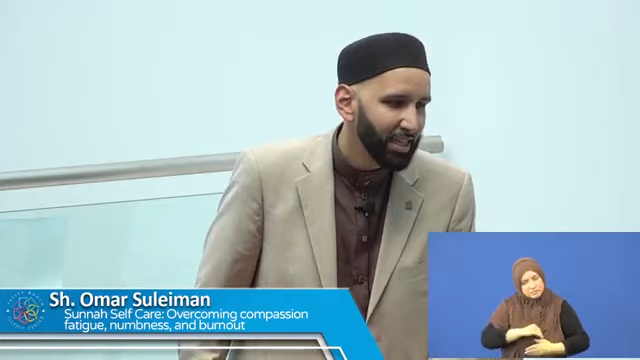 Sh. Omar Suleiman
Sunnah Self Care: Overcoming compassion
fatigue, numbness, and burnout